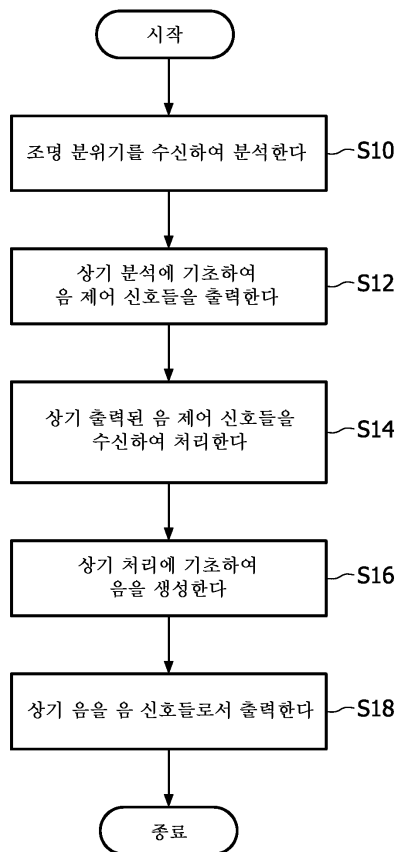 시작
조명 분위기를 수신하여 분석한다
S10
상기 분석에 기초하여
음 제어 신호들을 출력한다
S12
상기 출력된 음 제어 신호들을
수신하여 처리한다
S14
상기 처리에 기초하여
음을 생성한다
S16
상기 음을 음 신호들로서 출력한다
S18
종료